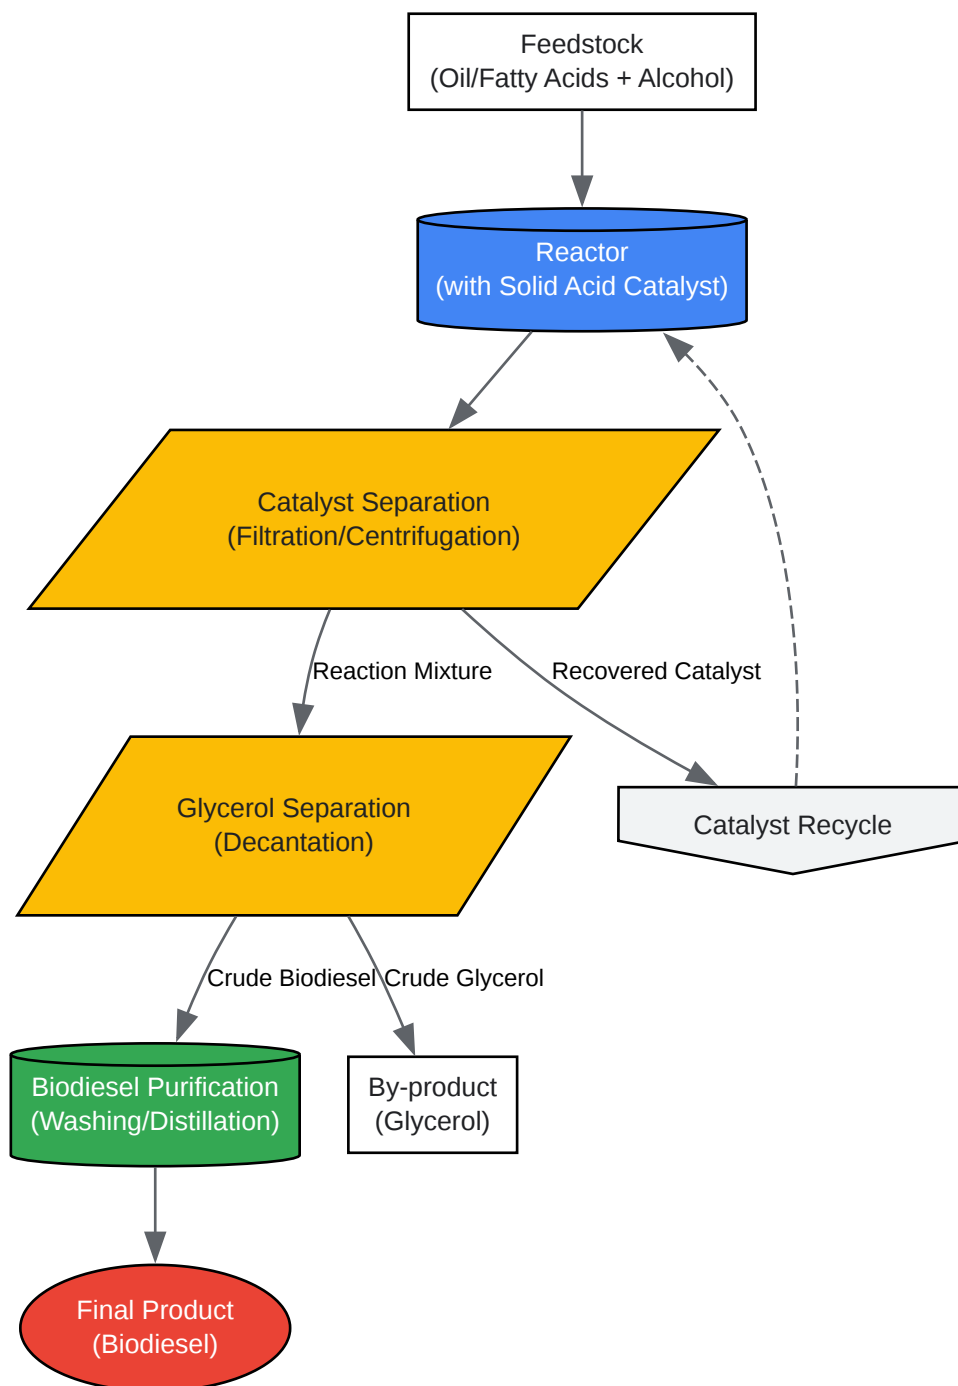 Feedstock
(Oil/Fatty Acids + Alcohol)
Reactor
(with Solid Acid Catalyst)
Catalyst Separation
(Filtration/Centrifugation)
Reaction Mixture
Recovered Catalyst
Glycerol Separation
(Decantation)
Catalyst Recycle
Crude Biodiesel
Crude Glycerol
Biodiesel Purification
(Washing/Distillation)
By-product
(Glycerol)
Final Product
(Biodiesel)